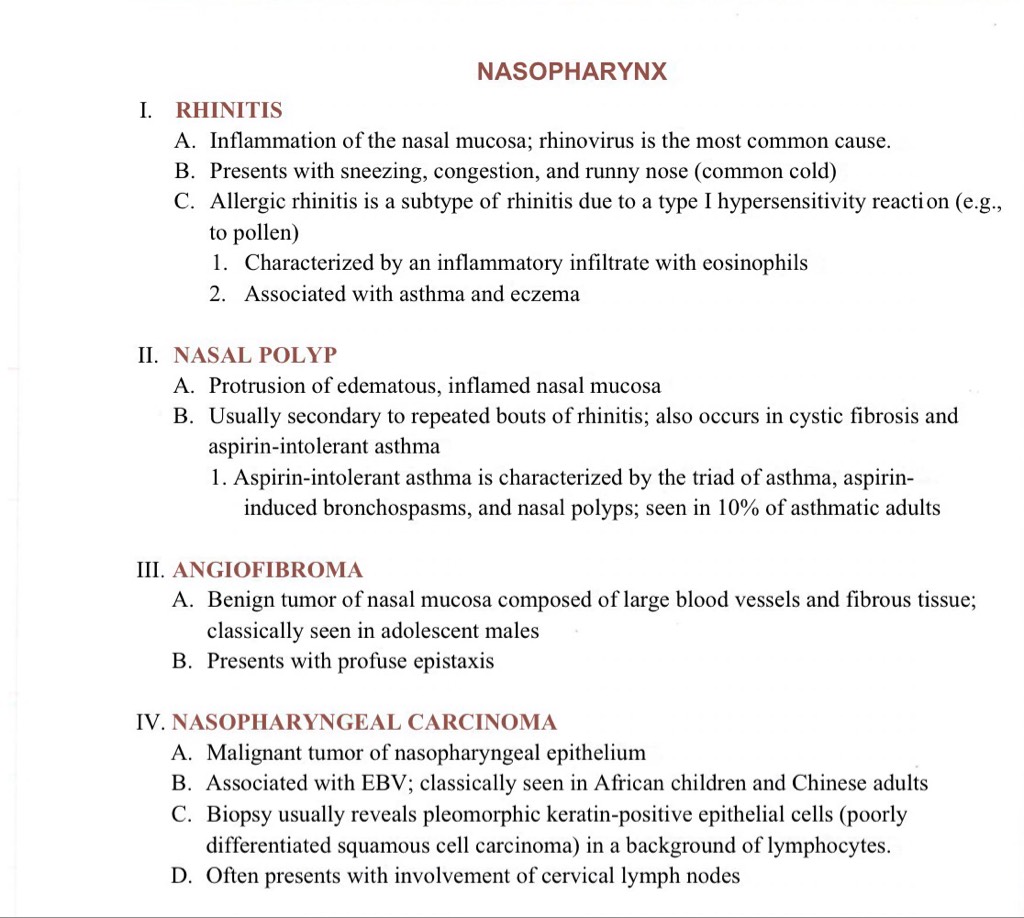 NASOPHARYNX
I. RHINITIS
A. Inflammation of the nasal mucosa; rhinovirus is the most common cause.
B. Presents with sneezing, congestion, and runny nose (common cold)
C. Allergic rhinitis is a subtype of rhinitis due to a type I hypersensitivity reaction (e.g.,
to pollen)
1. Characterized by an inflammatory infiltrate with eosinophils
2. Associated with asthma and eczema
II. NASAL POLYP
A. Protrusion of edematous, inflamed nasal mucosa
B. Usually secondary to repeated bouts of rhinitis; also occurs in cystic fibrosis and
aspirin-intolerant asthma
1. Aspirin-intolerant asthma is characterized by the triad of asthma, aspirin-
induced bronchospasms, and nasal polyps; seen in 10% of asthmatic adults
III. ANGIOFIBROMA
A. Benign tumor of nasal mucosa composed of large blood vessels and fibrous tissue;
classically seen in adolescent males
B. Presents with profuse epistaxis
IV. NASOPHARYNGEAL CARCINOMA
A. Malignant tumor of nasopharyngeal epithelium
B. Associated with EBV; classically seen in African children and Chinese adults
C. Biopsy usually reveals pleomorphic keratin-positive epithelial cells (poorly
differentiated squamous cell carcinoma) in a background of lymphocytes.
D. Often presents with involvement of cervical lymph nodes